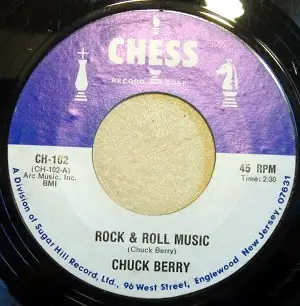 CHESS
RECORD CORP
CH-102
(CH-102-A)
Arc Music, Inc.
BMI
45 RPM
Time: 2:30
ROCK & ROLL MUSIC
(Chuck Berry)
CHUCK BERRY
A Division of Sugar Hill Record, Ltd., 96 West Street, Englewood New Jersey, 07631